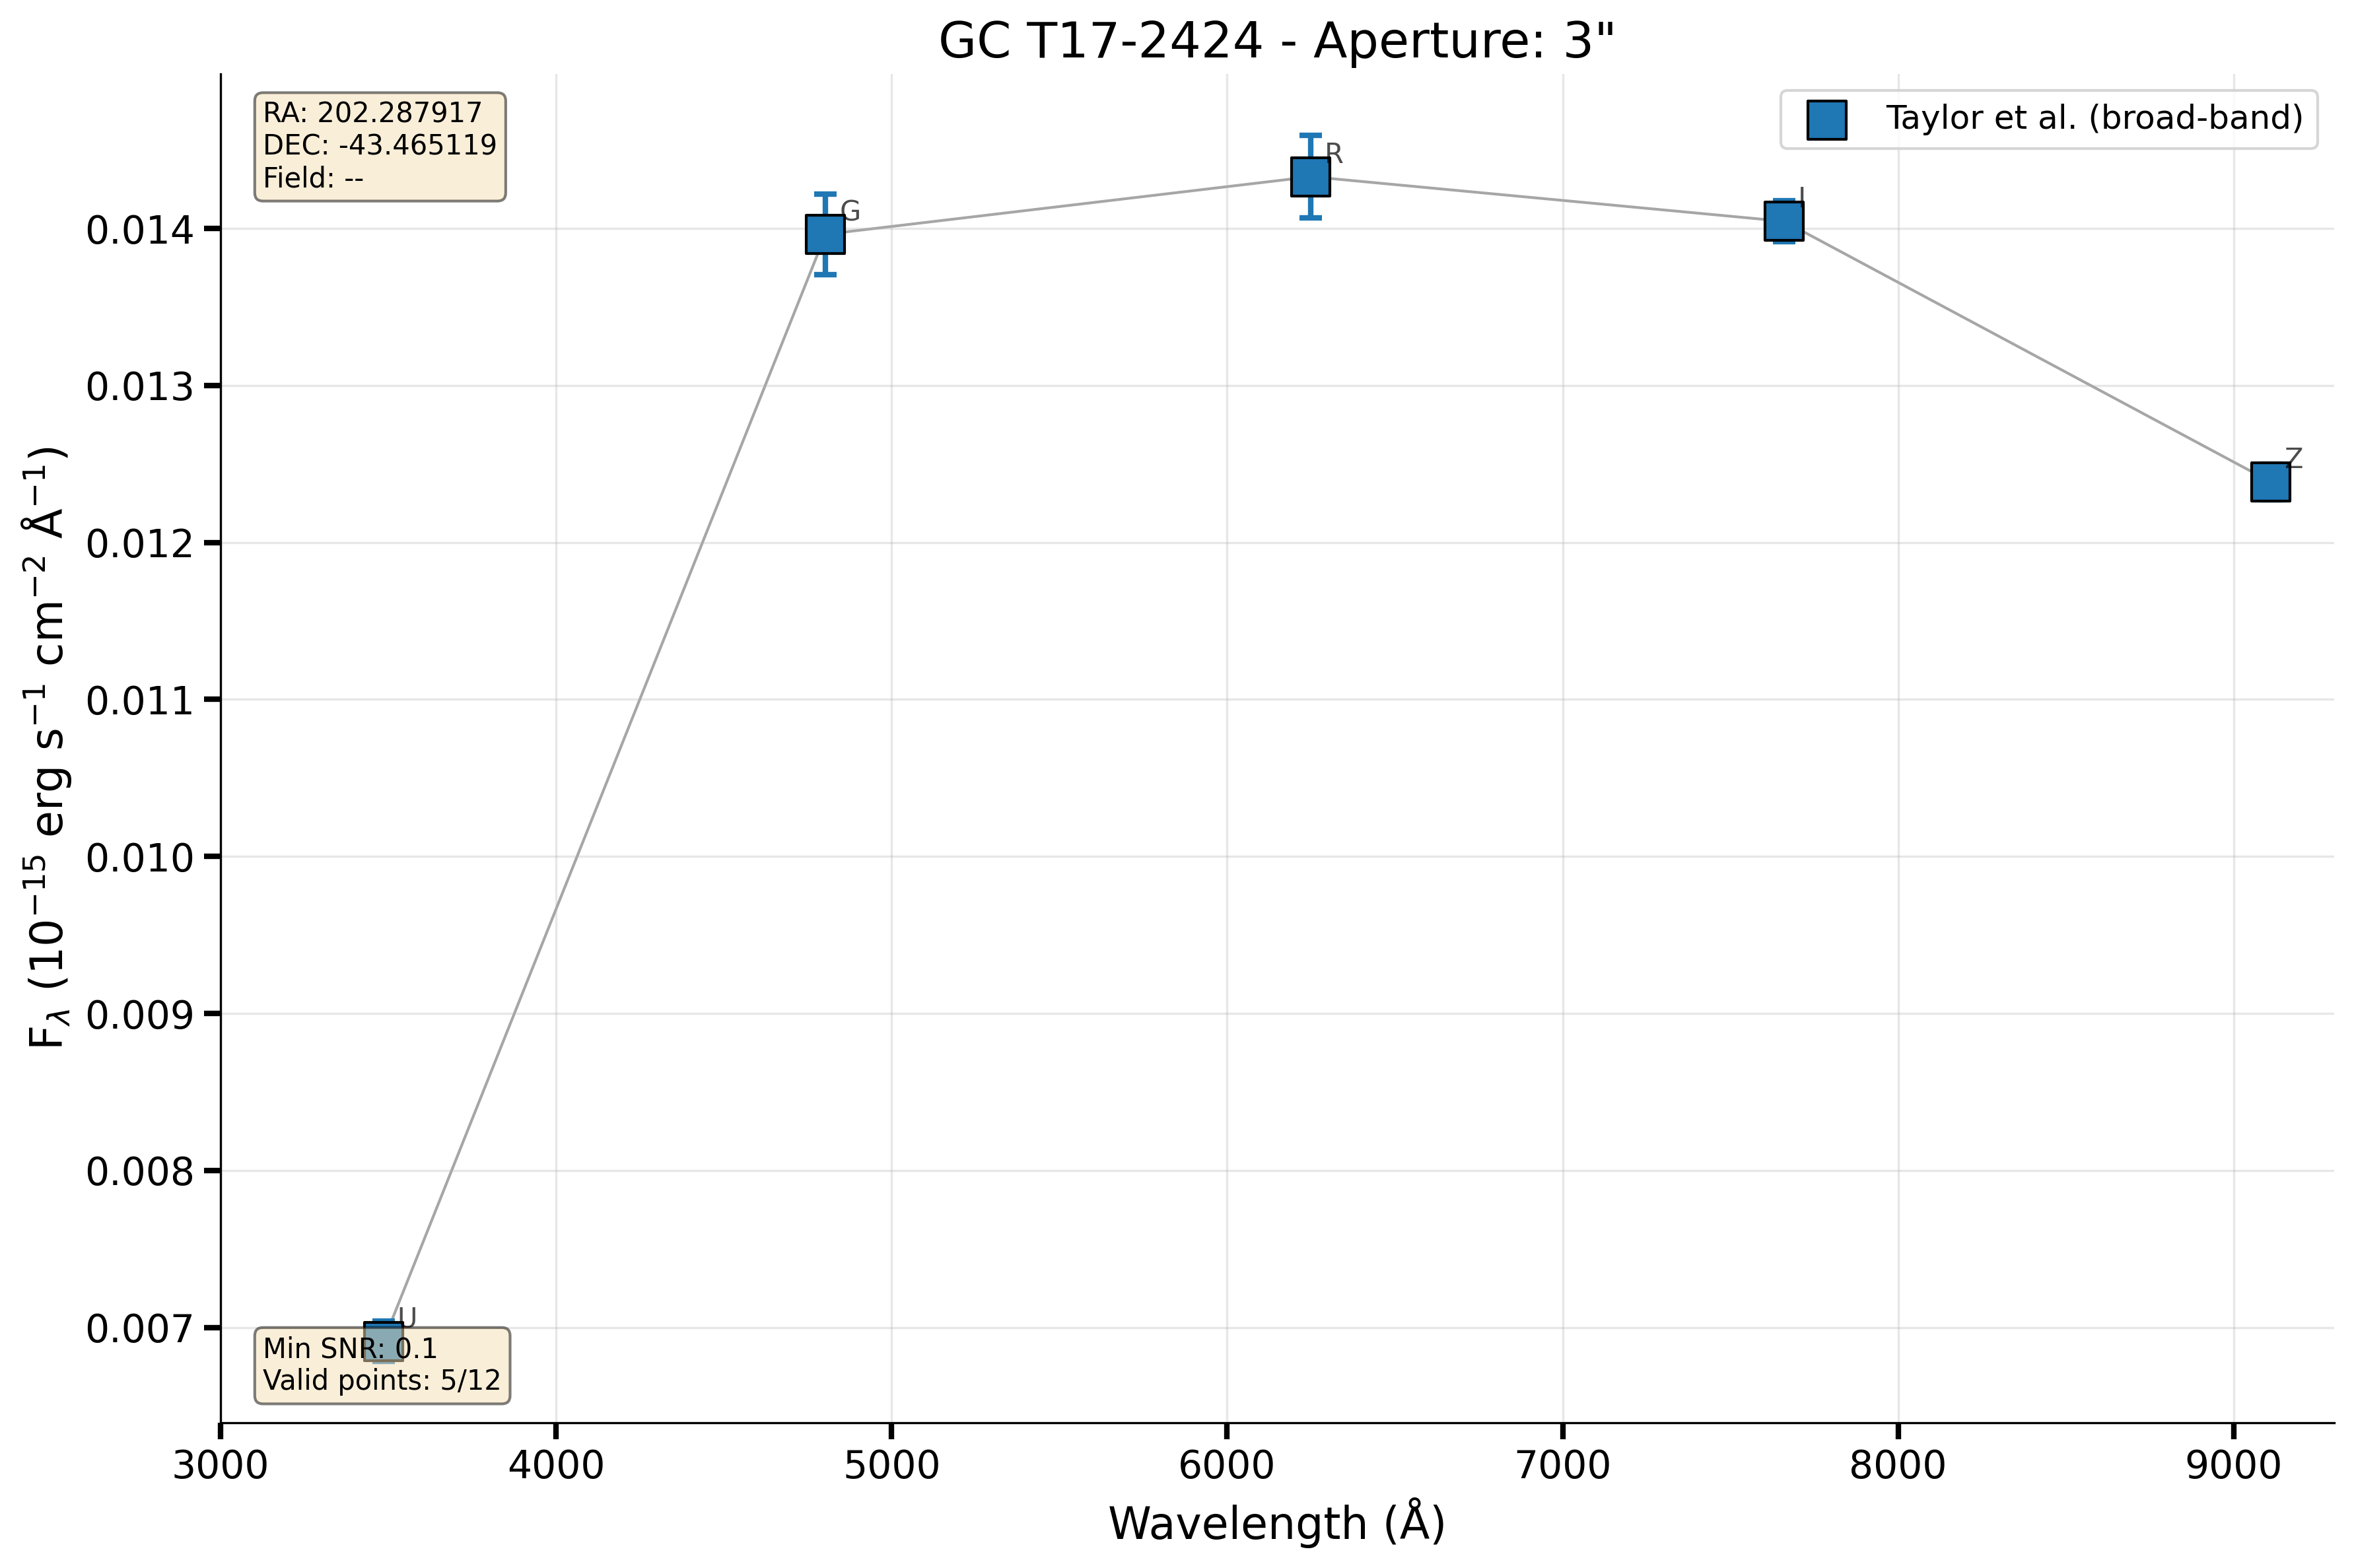 GC T17-2424 - Aperture: 3"
RA: 202.287917
DEC: -43.465119
Field: --
Taylor et al. (broad-band)
G
R
I
Z
U
Min SNR: 0.1
Valid points: 5/12
0.014
0.013
0.012
0.011
0.010
0.009
0.008
0.007
F_λ (10⁻¹⁵ erg s⁻¹ cm⁻² Å⁻¹)
3000 4000 5000 6000 7000 8000 9000
Wavelength (Å)